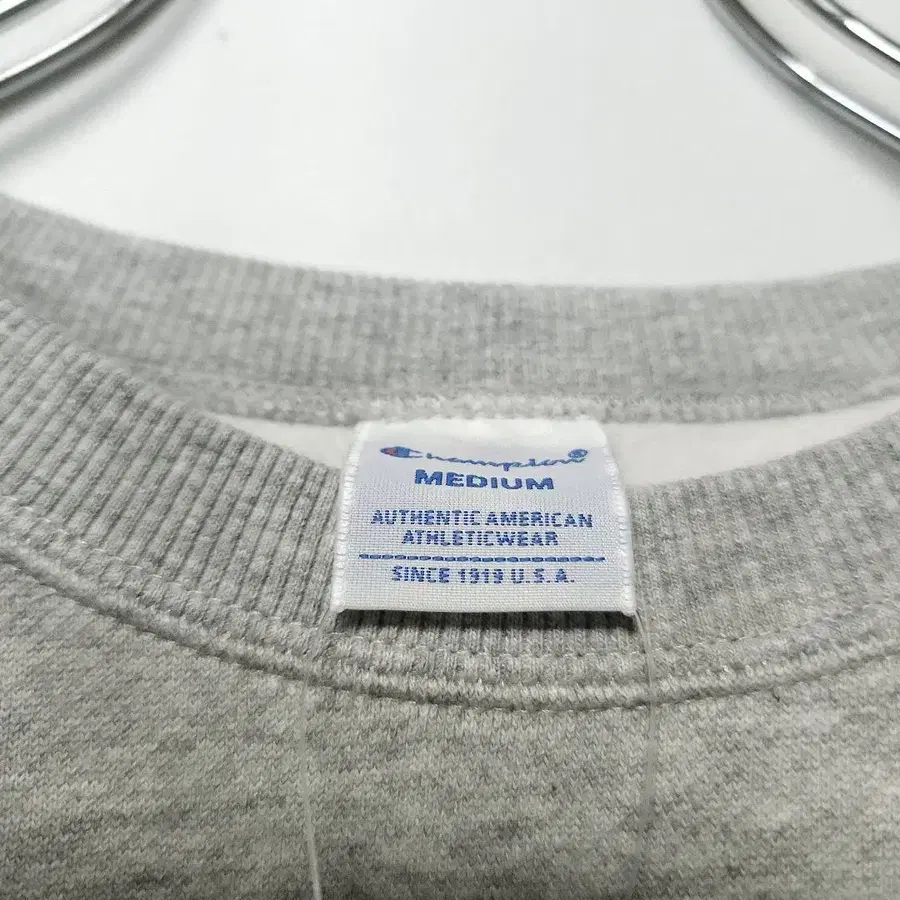 Champion®
MEDIUM
AUTHENTIC AMERICAN
ATHLETICWEAR
SINCE 1919 U.S.A.